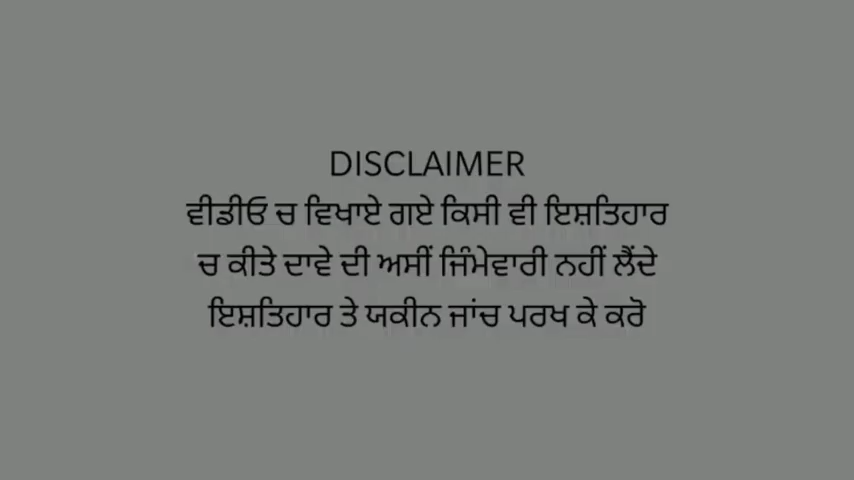 DISCLAIMER
ਵੀਡੀਓ ਚ ਵਿਖਾਏ ਗਏ ਕਿਸੀ ਵੀ ਇਸ਼ਤਿਹਾਰ
ਚ ਕੀਤੇ ਦਾਵੇ ਦੀ ਅਸੀਂ ਜਿੰਮੇਵਾਰੀ ਨਹੀਂ ਲੈਂਦੇ
ਇਸ਼ਤਿਹਾਰ ਤੇ ਯਕੀਨ ਜਾਂਚ ਪਰਖ ਕੇ ਕਰੋ